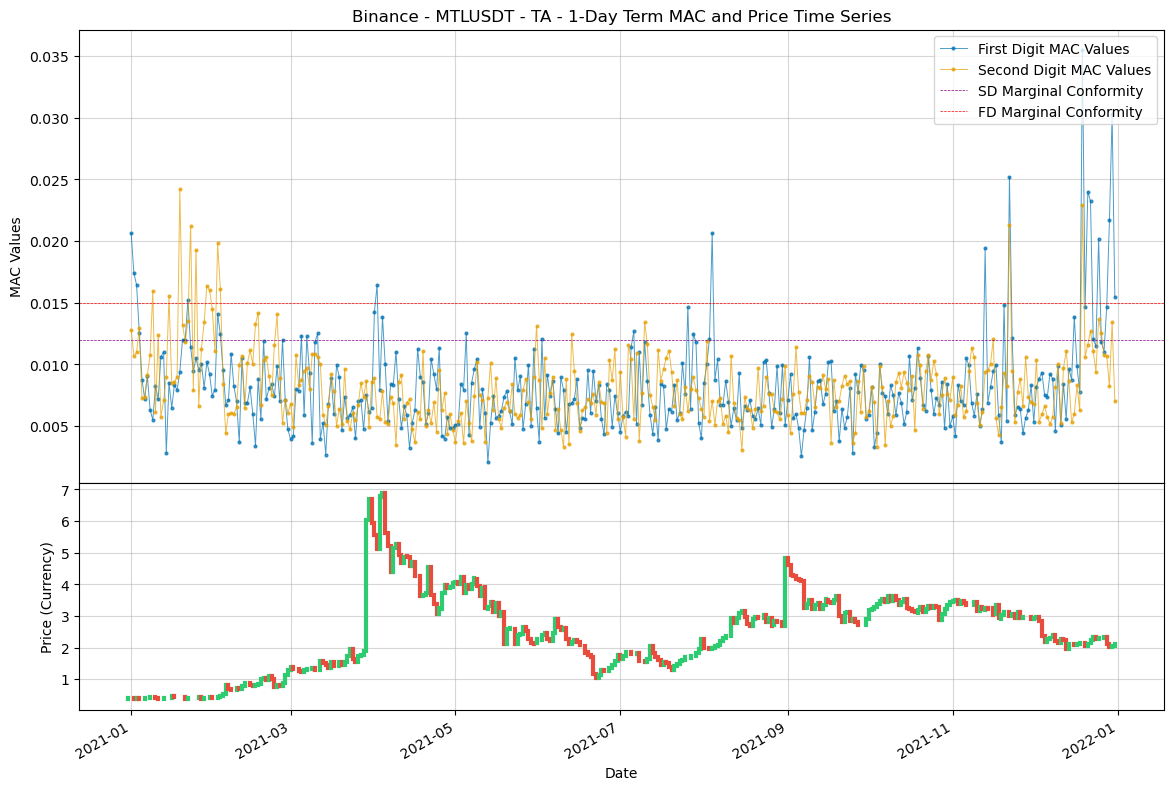 Binance - MTLUSDT - TA - 1-Day Term MAC and Price Time Series
First Digit MAC Values
Second Digit MAC Values
SD Marginal Conformity
FD Marginal Conformity
MAC Values
0.035
0.030
0.025
0.020
0.015
0.010
0.005
Price (Currency)
7
6
5
4
3
2
1
2021-01
2021-03
2021-05
2021-07
2021-09
2021-11
2022-01
Date